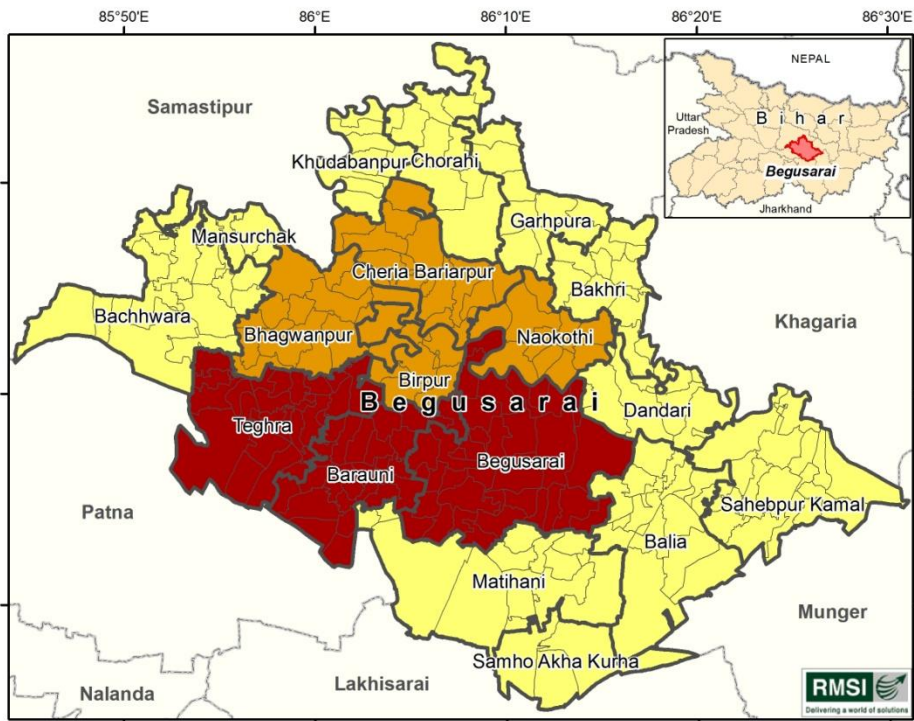 85°50'E 86°E 86°10'E 86°20'E 86°30'E
NEPAL
Uttar
Pradesh
Bihar
Begusarai
Jharkhand
Samastipur
Khudabanpur Chorahi
Garhpura
Mansurchak
Cheria Bariarpur
Bakhri
Bachhwara
Khagaria
Bhagwanpur
Naokothi
Birpur
Begusarai
Dandari
Teghra
Begusarai
Barauni
Sahebpur Kamal
Patna
Balia
Matihani
Munger
Samho Akha Kurha
Lakhisarai
Nalanda
RMSI
Delivering a world of solutions